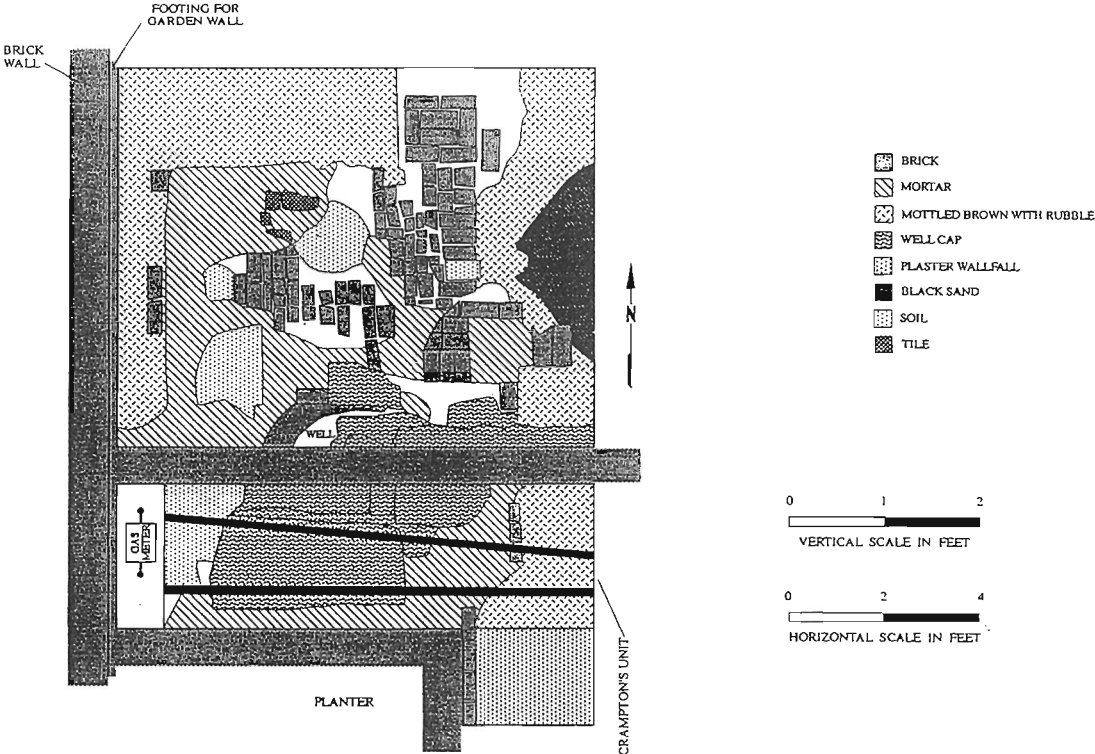 FOOTING FOR
GARDEN WALL
BRICK
WALL
BRICK
MORTAR
MOTTLED BROWN WITH RUBBLE
WELL CAP
PLASTER WALLFALL
BLACK SAND
SOIL
TILE
N
WELL
GAS
METER
0 1 2
VERTICAL SCALE IN FEET
0 2 4
HORIZONTAL SCALE IN FEET
PLANTER
CRAMPTON'S UNIT